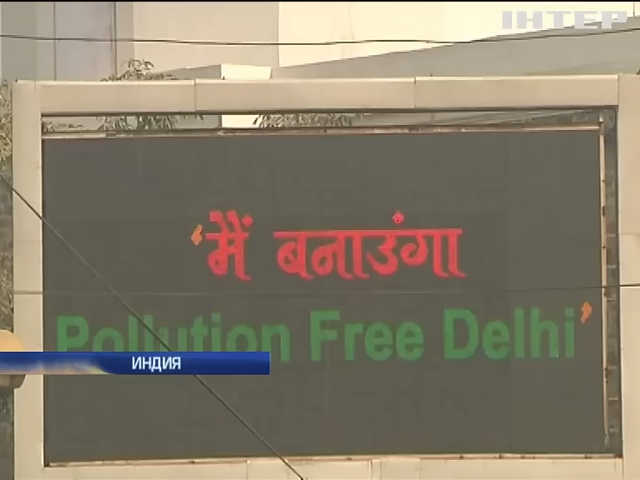 ІНТЕР
'मैं बनाउंगा
Pollution Free Delhi'
ИНДИЯ